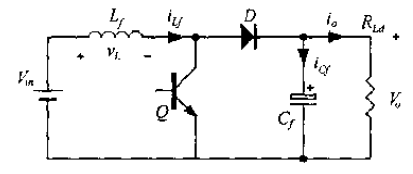 L_f i_Lf D i_o R_Ld +
+ v_L - i_Cf
V_in Q + C_f V_o